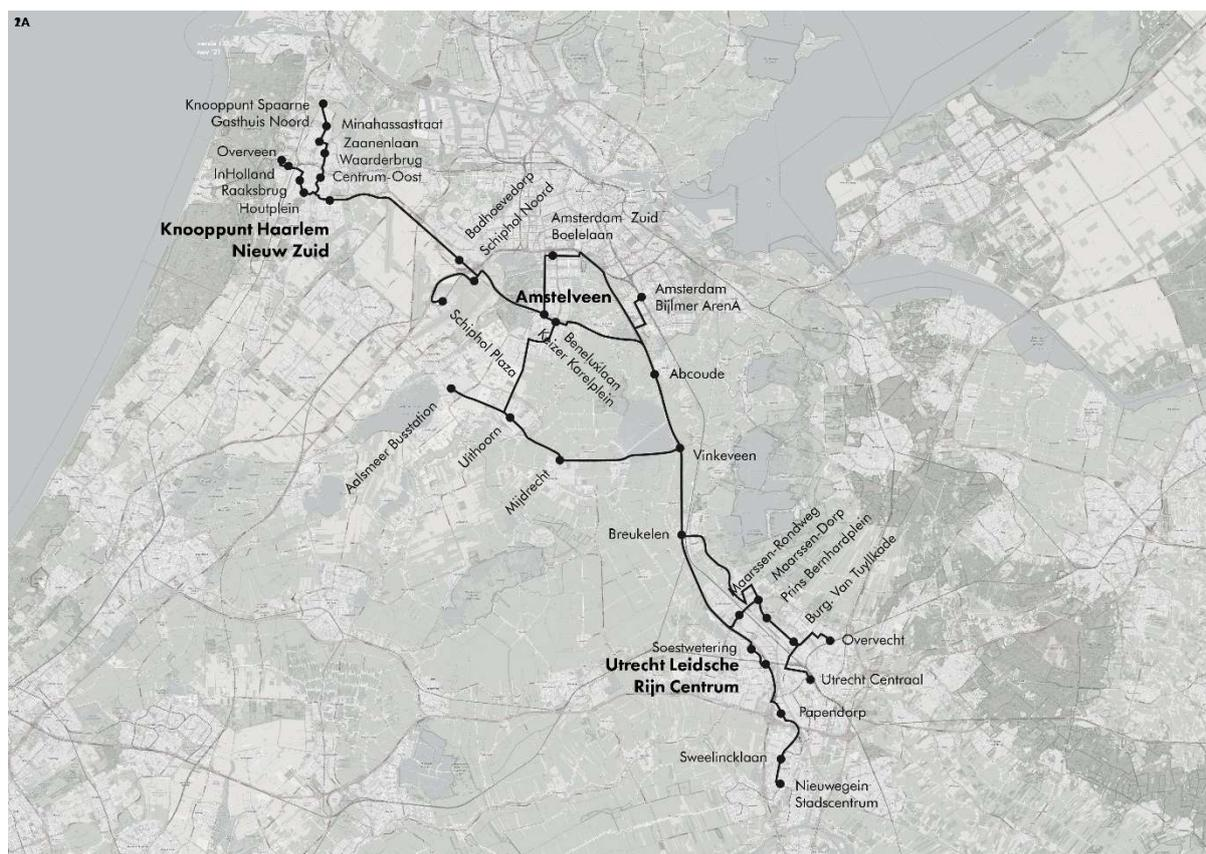 Knooppunt Spaarne
Gasthuis Noord
Minahassastraat
Zaanenlaan
Overveen
Waarderbrug
InHolland
Centrum-Oost
Raaksbrug
Houtplein
Knooppunt Haarlem
Nieuw Zuid
Badhoevedorp
Schiphol Noord
Amsterdam Zuid
Boelelaan
Amsterdam
Bijlmer ArenA
Amstelveen
Schiphol Plaza
Beneluxlaan
Keizer Karelplein
Abcoude
Aalsmeer Busstation
Uithoorn
Mijdrecht
Vinkeveen
Breukelen
Maarssen-Rondweg
Maarssen-Dorp
Prins Bernhardplein
Burg. Van Tuyllkade
Overvecht
Soestwetering
Utrecht Leidsche
Rijn Centrum
Utrecht Centraal
Papendorp
Sweelincklaan
Nieuwegein
Stadscentrum